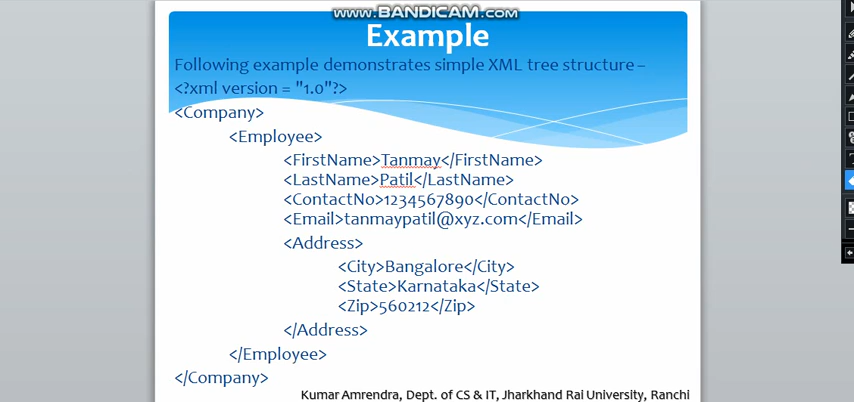 www.BANDICAM.com
Example
Following example demonstrates simple XML tree structure –
<?xml version = "1.0"?>
<Company>
<Employee>
<FirstName>Tanmay</FirstName>
<LastName>Patil</LastName>
<ContactNo>1234567890</ContactNo>
<Email>tanmaypatil@xyz.com</Email>
<Address>
<City>Bangalore</City>
<State>Karnataka</State>
<Zip>560212</Zip>
</Address>
</Employee>
</Company>
Kumar Amrendra, Dept. of CS & IT, Jharkhand Rai University, Ranchi